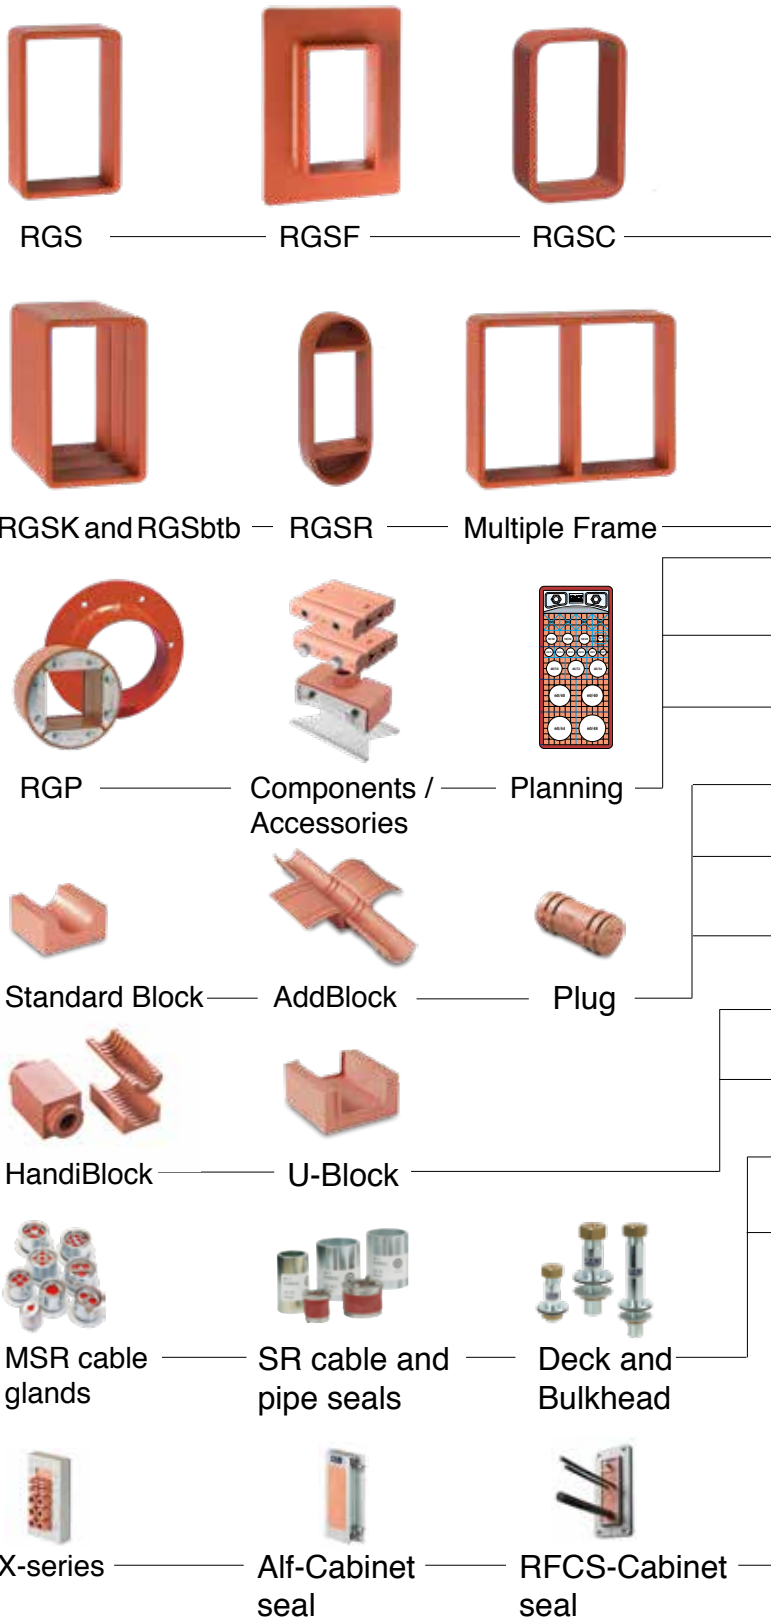 RGS RGSF RGSC
RGSK and RGSbtb RGSR Multiple Frame
RGP Components / Planning
Accessories
Standard Block AddBlock Plug
HandiBlock U-Block
MSR cable SR cable and Deck and
glands pipe seals Bulkhead
X-series Alf-Cabinet RFCS-Cabinet
seal seal